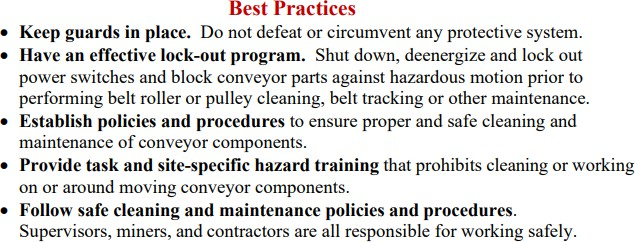 Best Practices
• Keep guards in place. Do not defeat or circumvent any protective system.
• Have an effective lock-out program. Shut down, deenergize and lock out
power switches and block conveyor parts against hazardous motion prior to
performing belt roller or pulley cleaning, belt tracking or other maintenance.
• Establish policies and procedures to ensure proper and safe cleaning and
maintenance of conveyor components.
• Provide task and site-specific hazard training that prohibits cleaning or working
on or around moving conveyor components.
• Follow safe cleaning and maintenance policies and procedures.
Supervisors, miners, and contractors are all responsible for working safely.